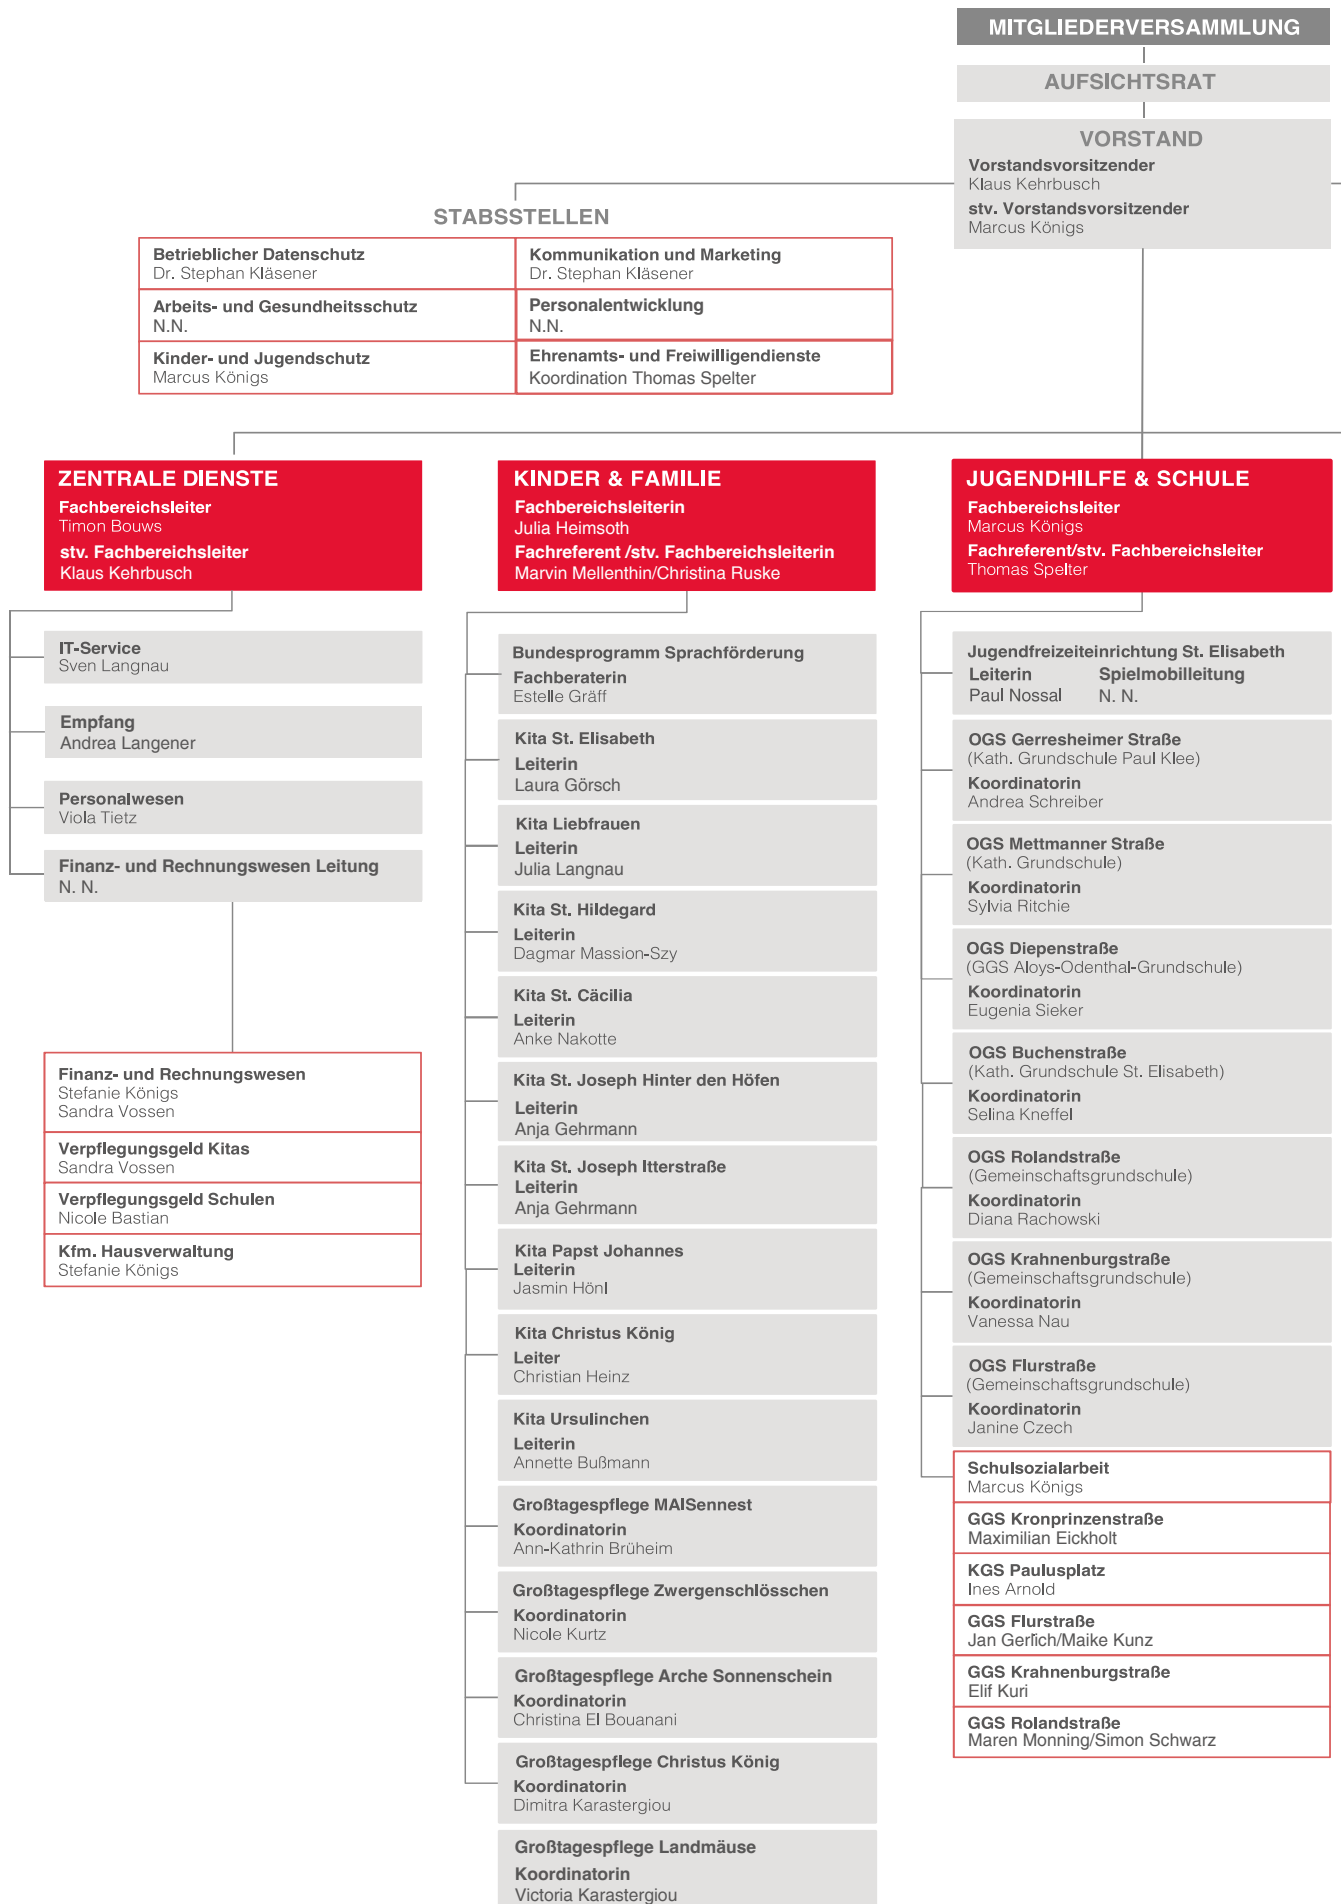 MITGLIEDERVERSAMMLUNG
AUFSICHTSRAT
VORSTAND
Vorstandsvorsitzender
Klaus Kehrbusch
stv. Vorstandsvorsitzender
Marcus Königs
STABSSTELLEN
Betrieblicher Datenschutz
Dr. Stephan Kläsener
Kommunikation und Marketing
Dr. Stephan Kläsener
Arbeits- und Gesundheitsschutz
N.N.
Personalentwicklung
N.N.
Kinder- und Jugendschutz
Marcus Königs
Ehrenamts- und Freiwilligendienste
Koordination Thomas Spelter
ZENTRALE DIENSTE
Fachbereichsleiter
Timon Bouws
stv. Fachbereichsleiter
Klaus Kehrbusch
IT-Service
Sven Langnau
Empfang
Andrea Langener
Personalwesen
Viola Tietz
Finanz- und Rechnungswesen Leitung
N. N.
Finanz- und Rechnungswesen
Stefanie Königs
Sandra Vossen
Verpflegungsgeld Kitas
Sandra Vossen
Verpflegungsgeld Schulen
Nicole Bastian
Kfm. Hausverwaltung
Stefanie Königs
KINDER & FAMILIE
Fachbereichsleiterin
Julia Heimsoth
Fachreferent /stv. Fachbereichsleiterin
Marvin Mellenthin/Christina Ruske
Bundesprogramm Sprachförderung
Fachberaterin
Estelle Gräff
Kita St. Elisabeth
Leiterin
Laura Görsch
Kita Liebfrauen
Leiterin
Julia Langnau
Kita St. Hildegard
Leiterin
Dagmar Massion-Szy
Kita St. Cäcilia
Leiterin
Anke Nakotte
Kita St. Joseph Hinter den Höfen
Leiterin
Anja Gehrmann
Kita St. Joseph Itterstraße
Leiterin
Anja Gehrmann
Kita Papst Johannes
Leiterin
Jasmin Hönl
Kita Christus König
Leiter
Christian Heinz
Kita Ursulinchen
Leiterin
Annette Bußmann
Großtagespflege MAISennest
Koordinatorin
Ann-Kathrin Brüheim
Großtagespflege Zwergenschlösschen
Koordinatorin
Nicole Kurtz
Großtagespflege Arche Sonnenschein
Koordinatorin
Christina El Bouanani
Großtagespflege Christus König
Koordinatorin
Dimitra Karastergiou
Großtagespflege Landmäuse
Koordinatorin
Victoria Karastergiou
JUGENDHILFE & SCHULE
Fachbereichsleiter
Marcus Königs
Fachreferent/stv. Fachbereichsleiter
Thomas Spelter
Jugendfreizeiteinrichtung St. Elisabeth
Leiterin Spielmobilleitung
Paul Nossal N. N.
OGS Gerresheimer Straße
(Kath. Grundschule Paul Klee)
Koordinatorin
Andrea Schreiber
OGS Mettmanner Straße
(Kath. Grundschule)
Koordinatorin
Sylvia Ritchie
OGS Diepenstraße
(GGS Aloys-Odenthal-Grundschule)
Koordinatorin
Eugenia Sieker
OGS Buchenstraße
(Kath. Grundschule St. Elisabeth)
Koordinatorin
Selina Kneffel
OGS Rolandstraße
(Gemeinschaftsgrundschule)
Koordinatorin
Diana Rachowski
OGS Krahnenburgstraße
(Gemeinschaftsgrundschule)
Koordinatorin
Vanessa Nau
OGS Flurstraße
(Gemeinschaftsgrundschule)
Koordinatorin
Janine Czech
Schulsozialarbeit
Marcus Königs
GGS Kronprinzenstraße
Maximilian Eickholt
KGS Paulusplatz
Ines Arnold
GGS Flurstraße
Jan Gerlich/Maike Kunz
GGS Krahnenburgstraße
Elif Kuri
GGS Rolandstraße
Maren Monning/Simon Schwarz